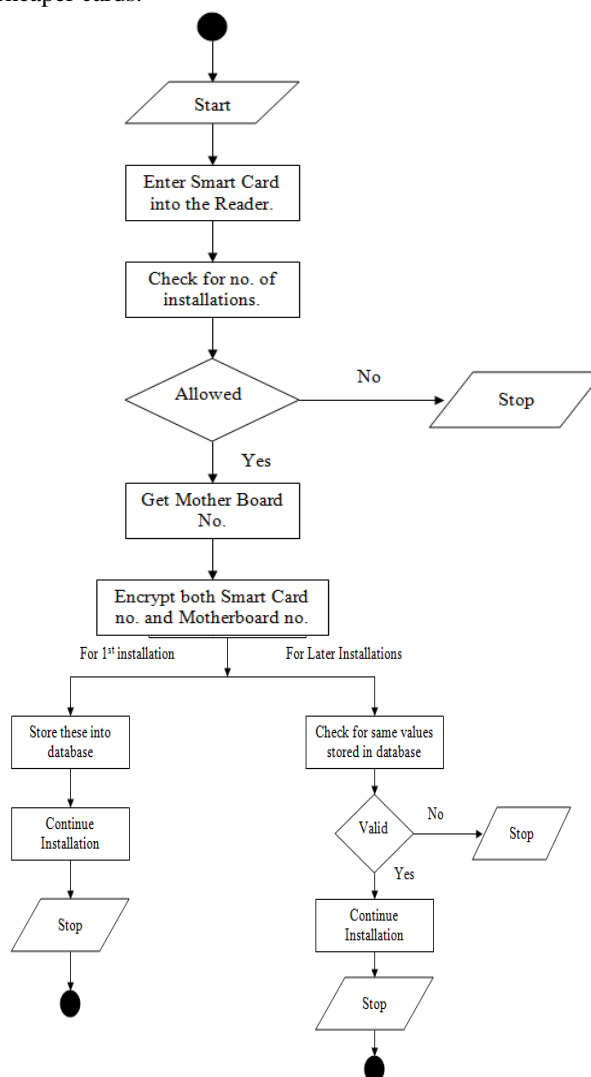 cheaper cards.
Start
Enter Smart Card
into the Reader.
Check for no. of
installations.
Allowed
No
Stop
Yes
Get Mother Board
No.
Encrypt both Smart Card
no. and Motherboard no.
For 1st installation
For Later Installations
Store these into
database
Check for same values
stored in database
Continue
Installation
Valid
No
Stop
Yes
Stop
Continue
Installation
Stop